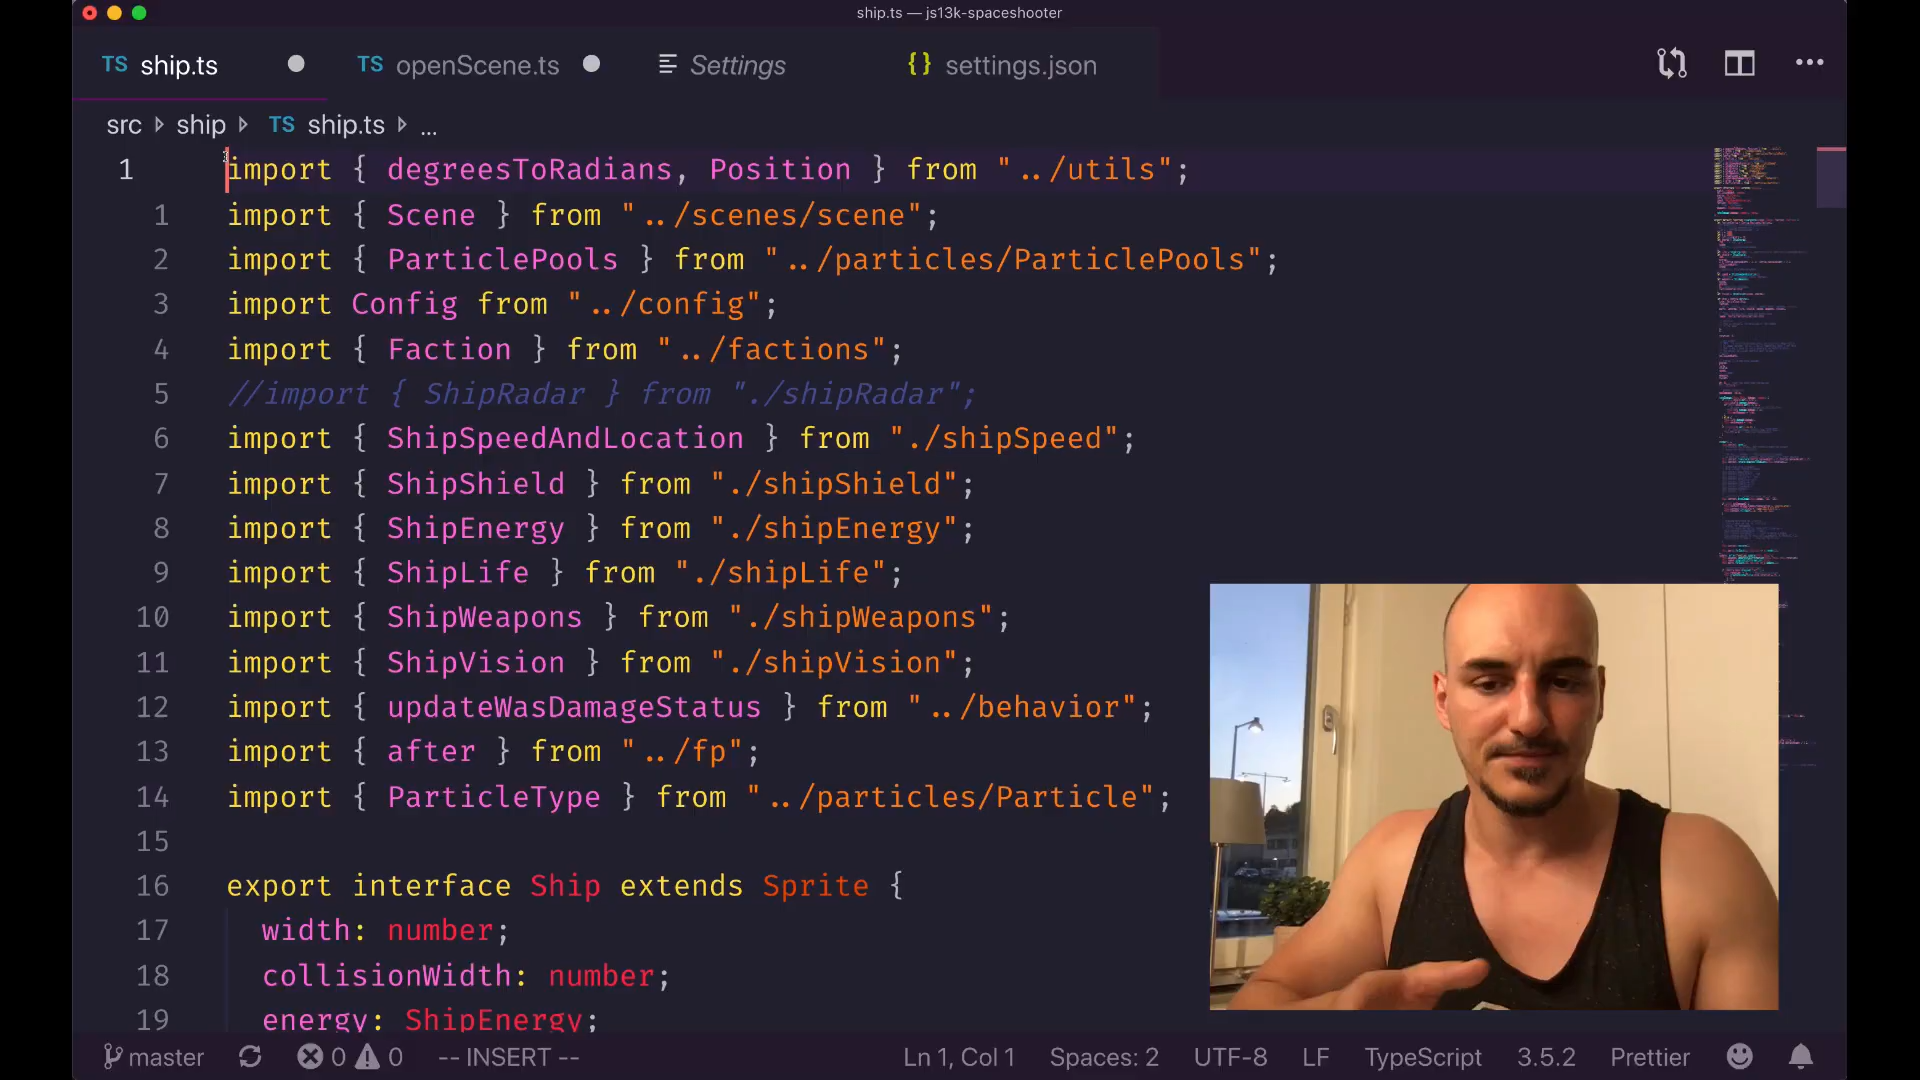 ship.ts — js13k-spaceshooter
TS ship.ts TS openScene.ts Settings {} settings.json
src ship TS ship.ts ...
1 import { degreesToRadians, Position } from "../utils";
1 import { Scene } from "../scenes/scene";
2 import { ParticlePools } from "../particles/ParticlePools";
3 import Config from "../config";
4 import { Faction } from "../factions";
5 //import { ShipRadar } from "./shipRadar";
6 import { ShipSpeedAndLocation } from "./shipSpeed";
7 import { ShipShield } from "./shipShield";
8 import { ShipEnergy } from "./shipEnergy";
9 import { ShipLife } from "./shipLife";
10 import { ShipWeapons } from "./shipWeapons";
11 import { ShipVision } from "./shipVision";
12 import { updateWasDamageStatus } from "../behavior";
13 import { after } from "../fp";
14 import { ParticleType } from "../particles/Particle";
15
16 export interface Ship extends Sprite {
17 width: number;
18 collisionWidth: number;
19 energy: ShipEnergy;
master 0 0 -- INSERT -- Ln 1, Col 1 Spaces: 2 UTF-8 LF TypeScript 3.5.2 Prettier